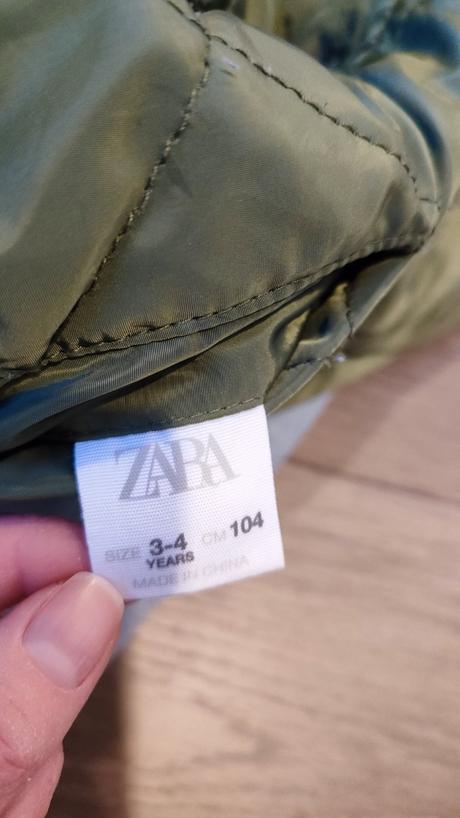 ZARA
SIZE 3-4 CM 104
YEARS
MADE IN CHINA